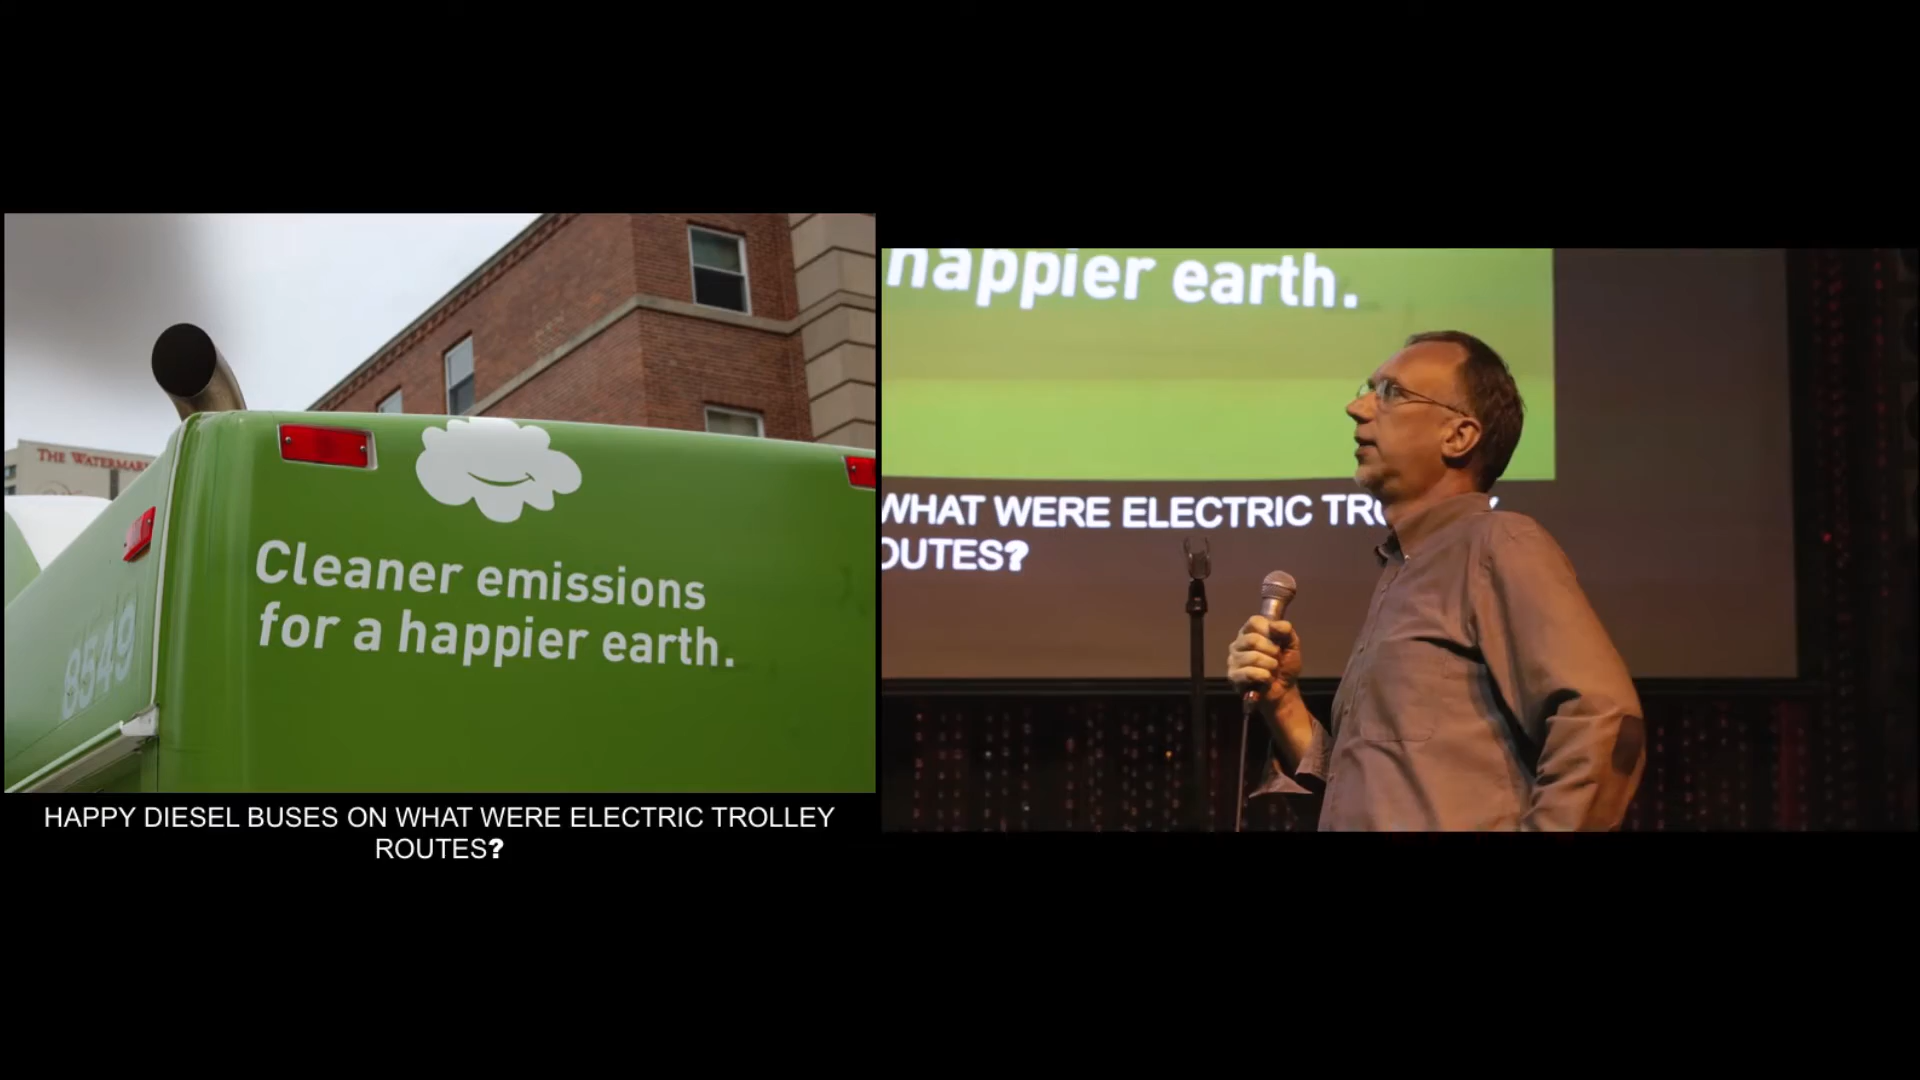 THE WATERMAR
8549
Cleaner emissions
for a happier earth.
HAPPY DIESEL BUSES ON WHAT WERE ELECTRIC TROLLEY
ROUTES?
happier earth.
WHAT WERE ELECTRIC
OUTES?